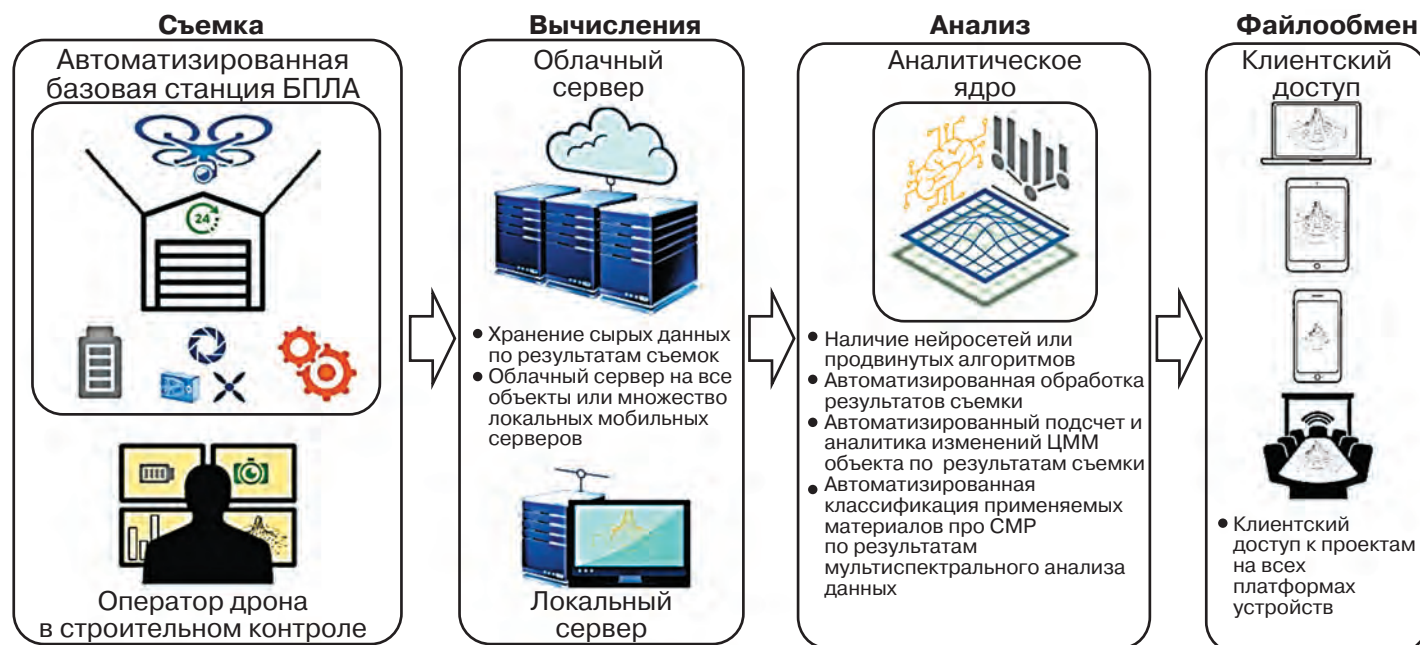 Съемка
Автоматизированная
базовая станция БПЛА
24
Оператор дрона
в строительном контроле
Вычисления
Облачный
сервер
• Хранение сырых данных
по результатам съемок
• Облачный сервер на все
объекты или множество
локальных мобильных
серверов
Локальный
сервер
Анализ
Аналитическое
ядро
• Наличие нейросетей или
продвинутых алгоритмов
• Автоматизированная обработка
результатов съемки
• Автоматизированный подсчет и
аналитика изменений ЦММ
объекта по результатам съемки
• Автоматизированная
классификация применяемых
материалов про СМР
по результатам
мультиспектрального анализа
данных
Файлообмен
Клиентский
доступ
• Клиентский
доступ к проектам
на всех
платформах
устройств